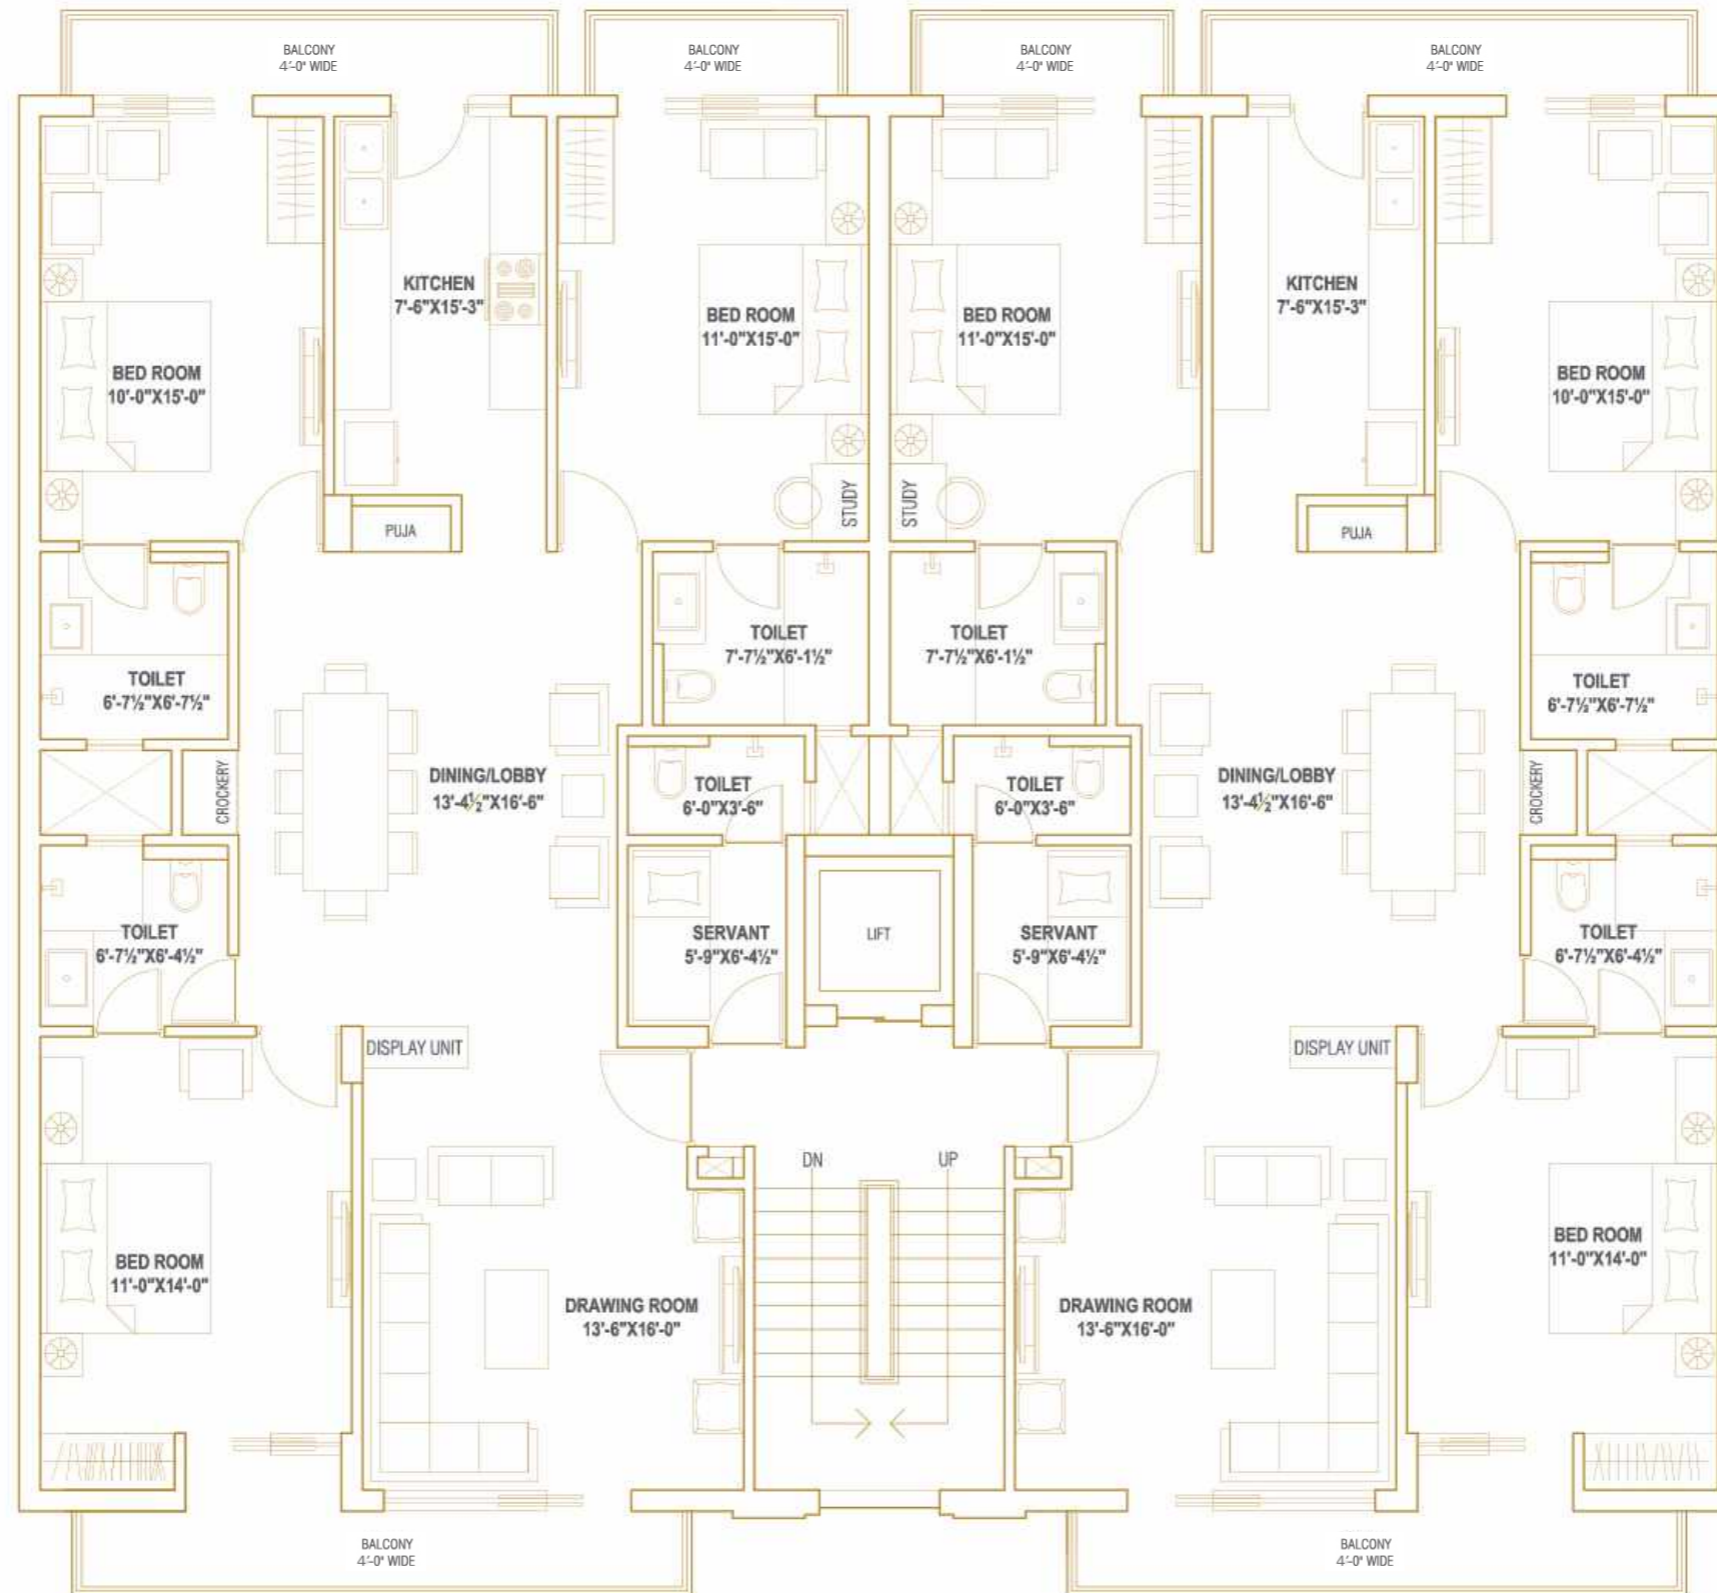 BALCONY
4'-0" WIDE
BALCONY
4'-0" WIDE
BALCONY
4'-0" WIDE
BALCONY
4'-0" WIDE
KITCHEN
7'-6"X15'-3"
BED ROOM
11'-0"X15'-0"
BED ROOM
11'-0"X15'-0"
KITCHEN
7'-6"X15'-3"
BED ROOM
10'-0"X15'-0"
BED ROOM
10'-0"X15'-0"
STUDY
STUDY
PUJA
PUJA
TOILET
7'-7½"X6'-1½"
TOILET
7'-7½"X6'-1½"
TOILET
6'-7½"X6'-7½"
TOILET
6'-7½"X6'-7½"
CROCKERY
DINING/LOBBY
13'-4½"X16'-6"
TOILET
6'-0"X3'-6"
TOILET
6'-0"X3'-6"
DINING/LOBBY
13'-4½"X16'-6"
CROCKERY
TOILET
6'-7½"X6'-4½"
SERVANT
5'-9"X6'-4½"
LIFT
SERVANT
5'-9"X6'-4½"
TOILET
6'-7½"X6'-4½"
DISPLAY UNIT
DISPLAY UNIT
DN
UP
BED ROOM
11'-0"X14'-0"
BED ROOM
11'-0"X14'-0"
DRAWING ROOM
13'-6"X16'-0"
DRAWING ROOM
13'-6"X16'-0"
BALCONY
4'-0" WIDE
BALCONY
4'-0" WIDE